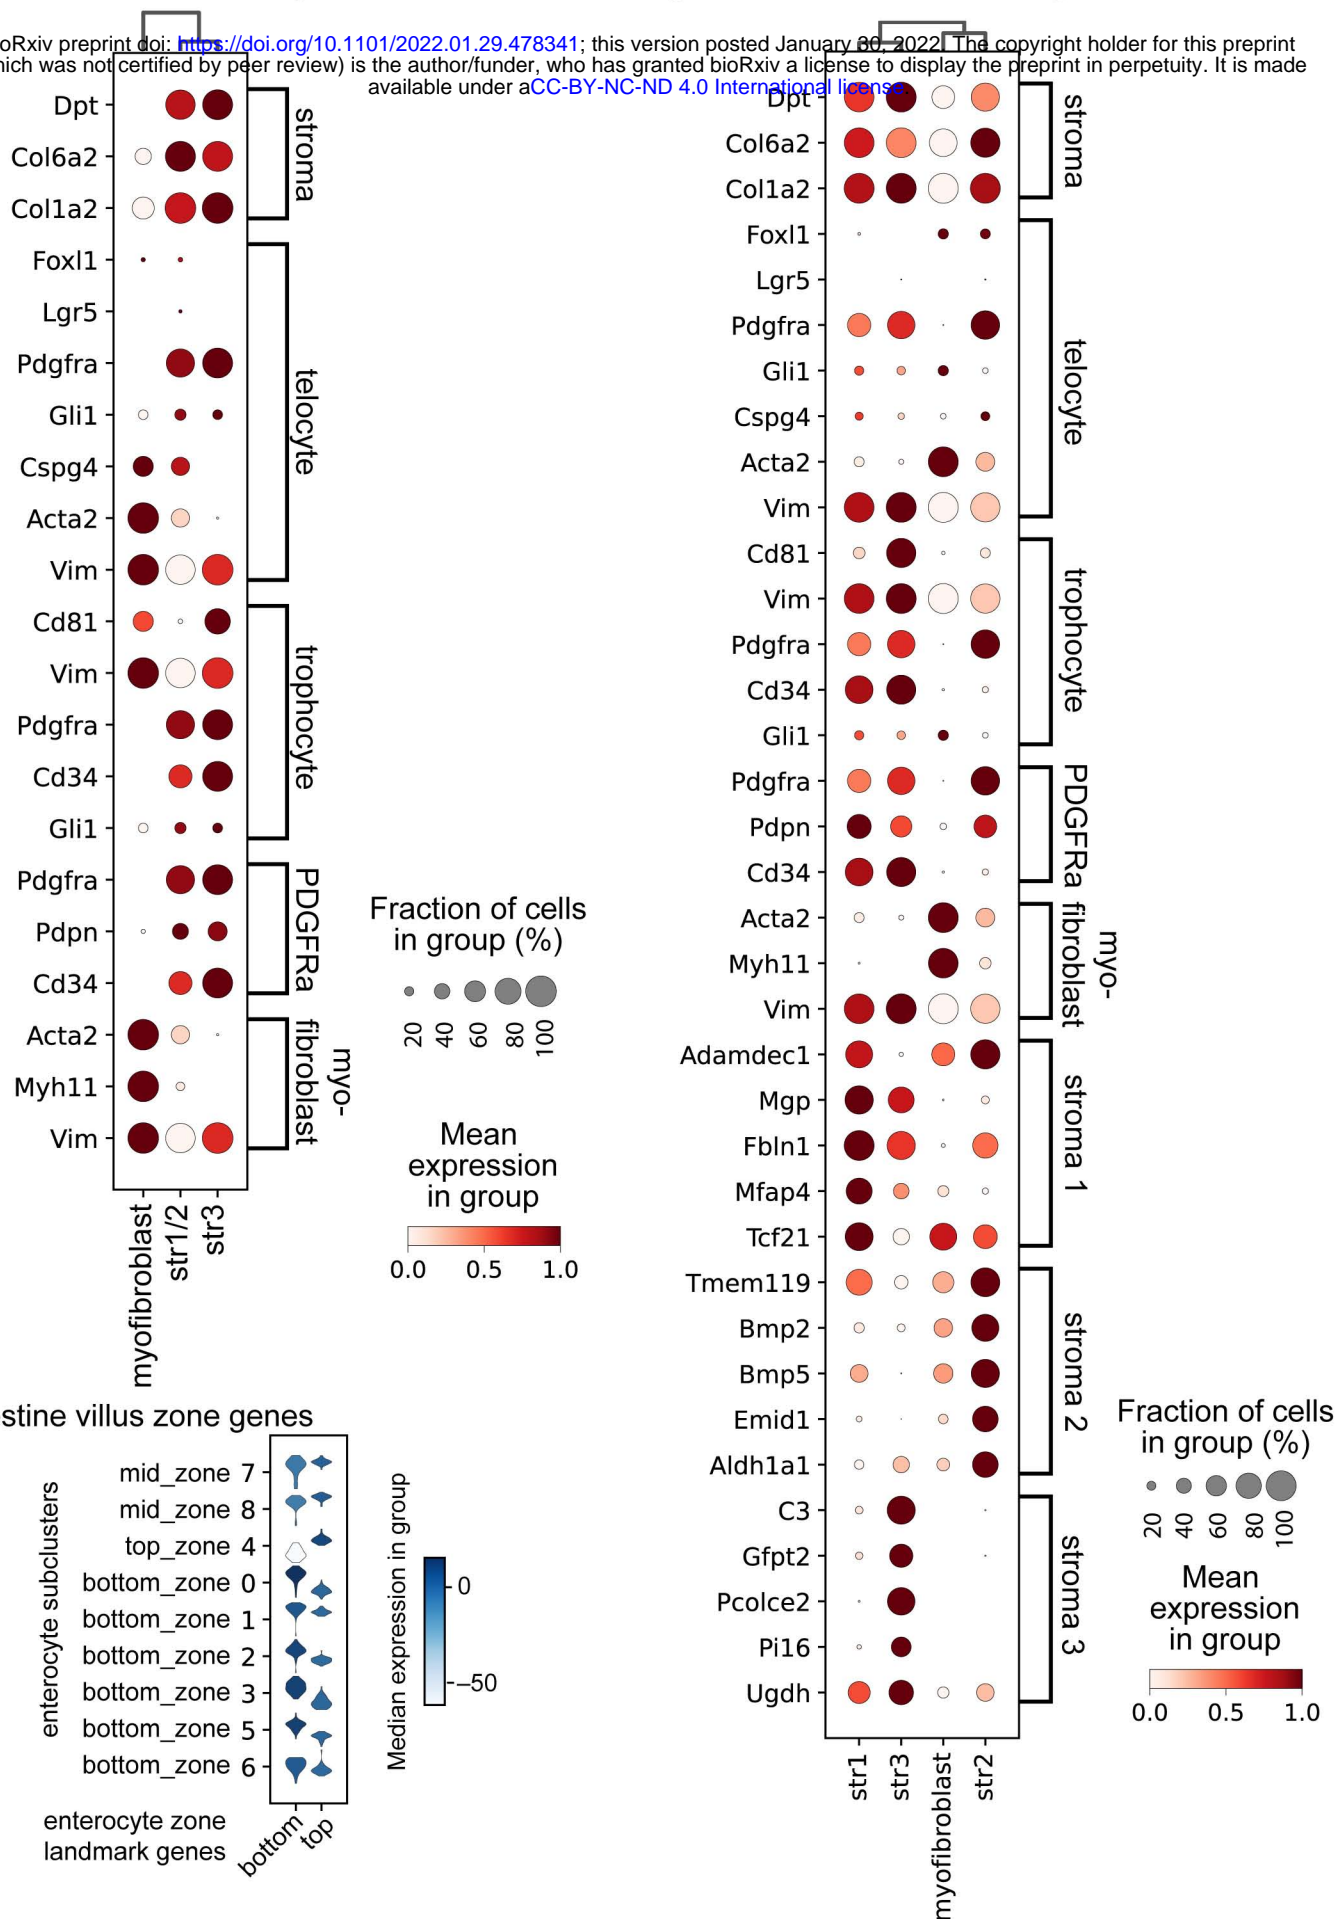 oRxiv preprint doi: https://doi.org/10.1101/2022.01.29.478341; this version posted January 30, 2022. The copyright holder for this preprint
hich was not certified by peer review) is the author/funder, who has granted bioRxiv a license to display the preprint in perpetuity. It is made
available under aCC-BY-NC-ND 4.0 International license.
Dpt
Col6a2
Col1a2
Foxl1
Lgr5
Pdgfra
Gli1
Cspg4
Acta2
Vim
Cd81
Vim
Pdgfra
Cd34
Gli1
Pdgfra
Pdpn
Cd34
Acta2
Myh11
Vim
stroma
telocyte
trophocyte
PDGFRa
myo-
fibroblast
myofibroblast
str1/2
str3
Fraction of cells
in group (%)
20
40
60
80
100
Mean
expression
in group
0.0 0.5 1.0
Dpt
Col6a2
Col1a2
Foxl1
Lgr5
Pdgfra
Gli1
Cspg4
Acta2
Vim
Cd81
Vim
Pdgfra
Cd34
Gli1
Pdgfra
Pdpn
Cd34
Acta2
Myh11
Vim
Adamdec1
Mgp
Fbln1
Mfap4
Tcf21
Tmem119
Bmp2
Bmp5
Emid1
Aldh1a1
C3
Gfpt2
Pcolce2
Pi16
Ugdh
stroma
telocyte
trophocyte
PDGFRa
myo-
fibroblast
stroma 1
stroma 2
stroma 3
str1
str3
myofibroblast
str2
Fraction of cells
in group (%)
20
40
60
80
100
Mean
expression
in group
0.0 0.5 1.0
stine villus zone genes
enterocyte subclusters
mid_zone 7
mid_zone 8
top_zone 4
bottom_zone 0
bottom_zone 1
bottom_zone 2
bottom_zone 3
bottom_zone 5
bottom_zone 6
enterocyte zone
landmark genes
bottom
top
Median expression in group
0
−50